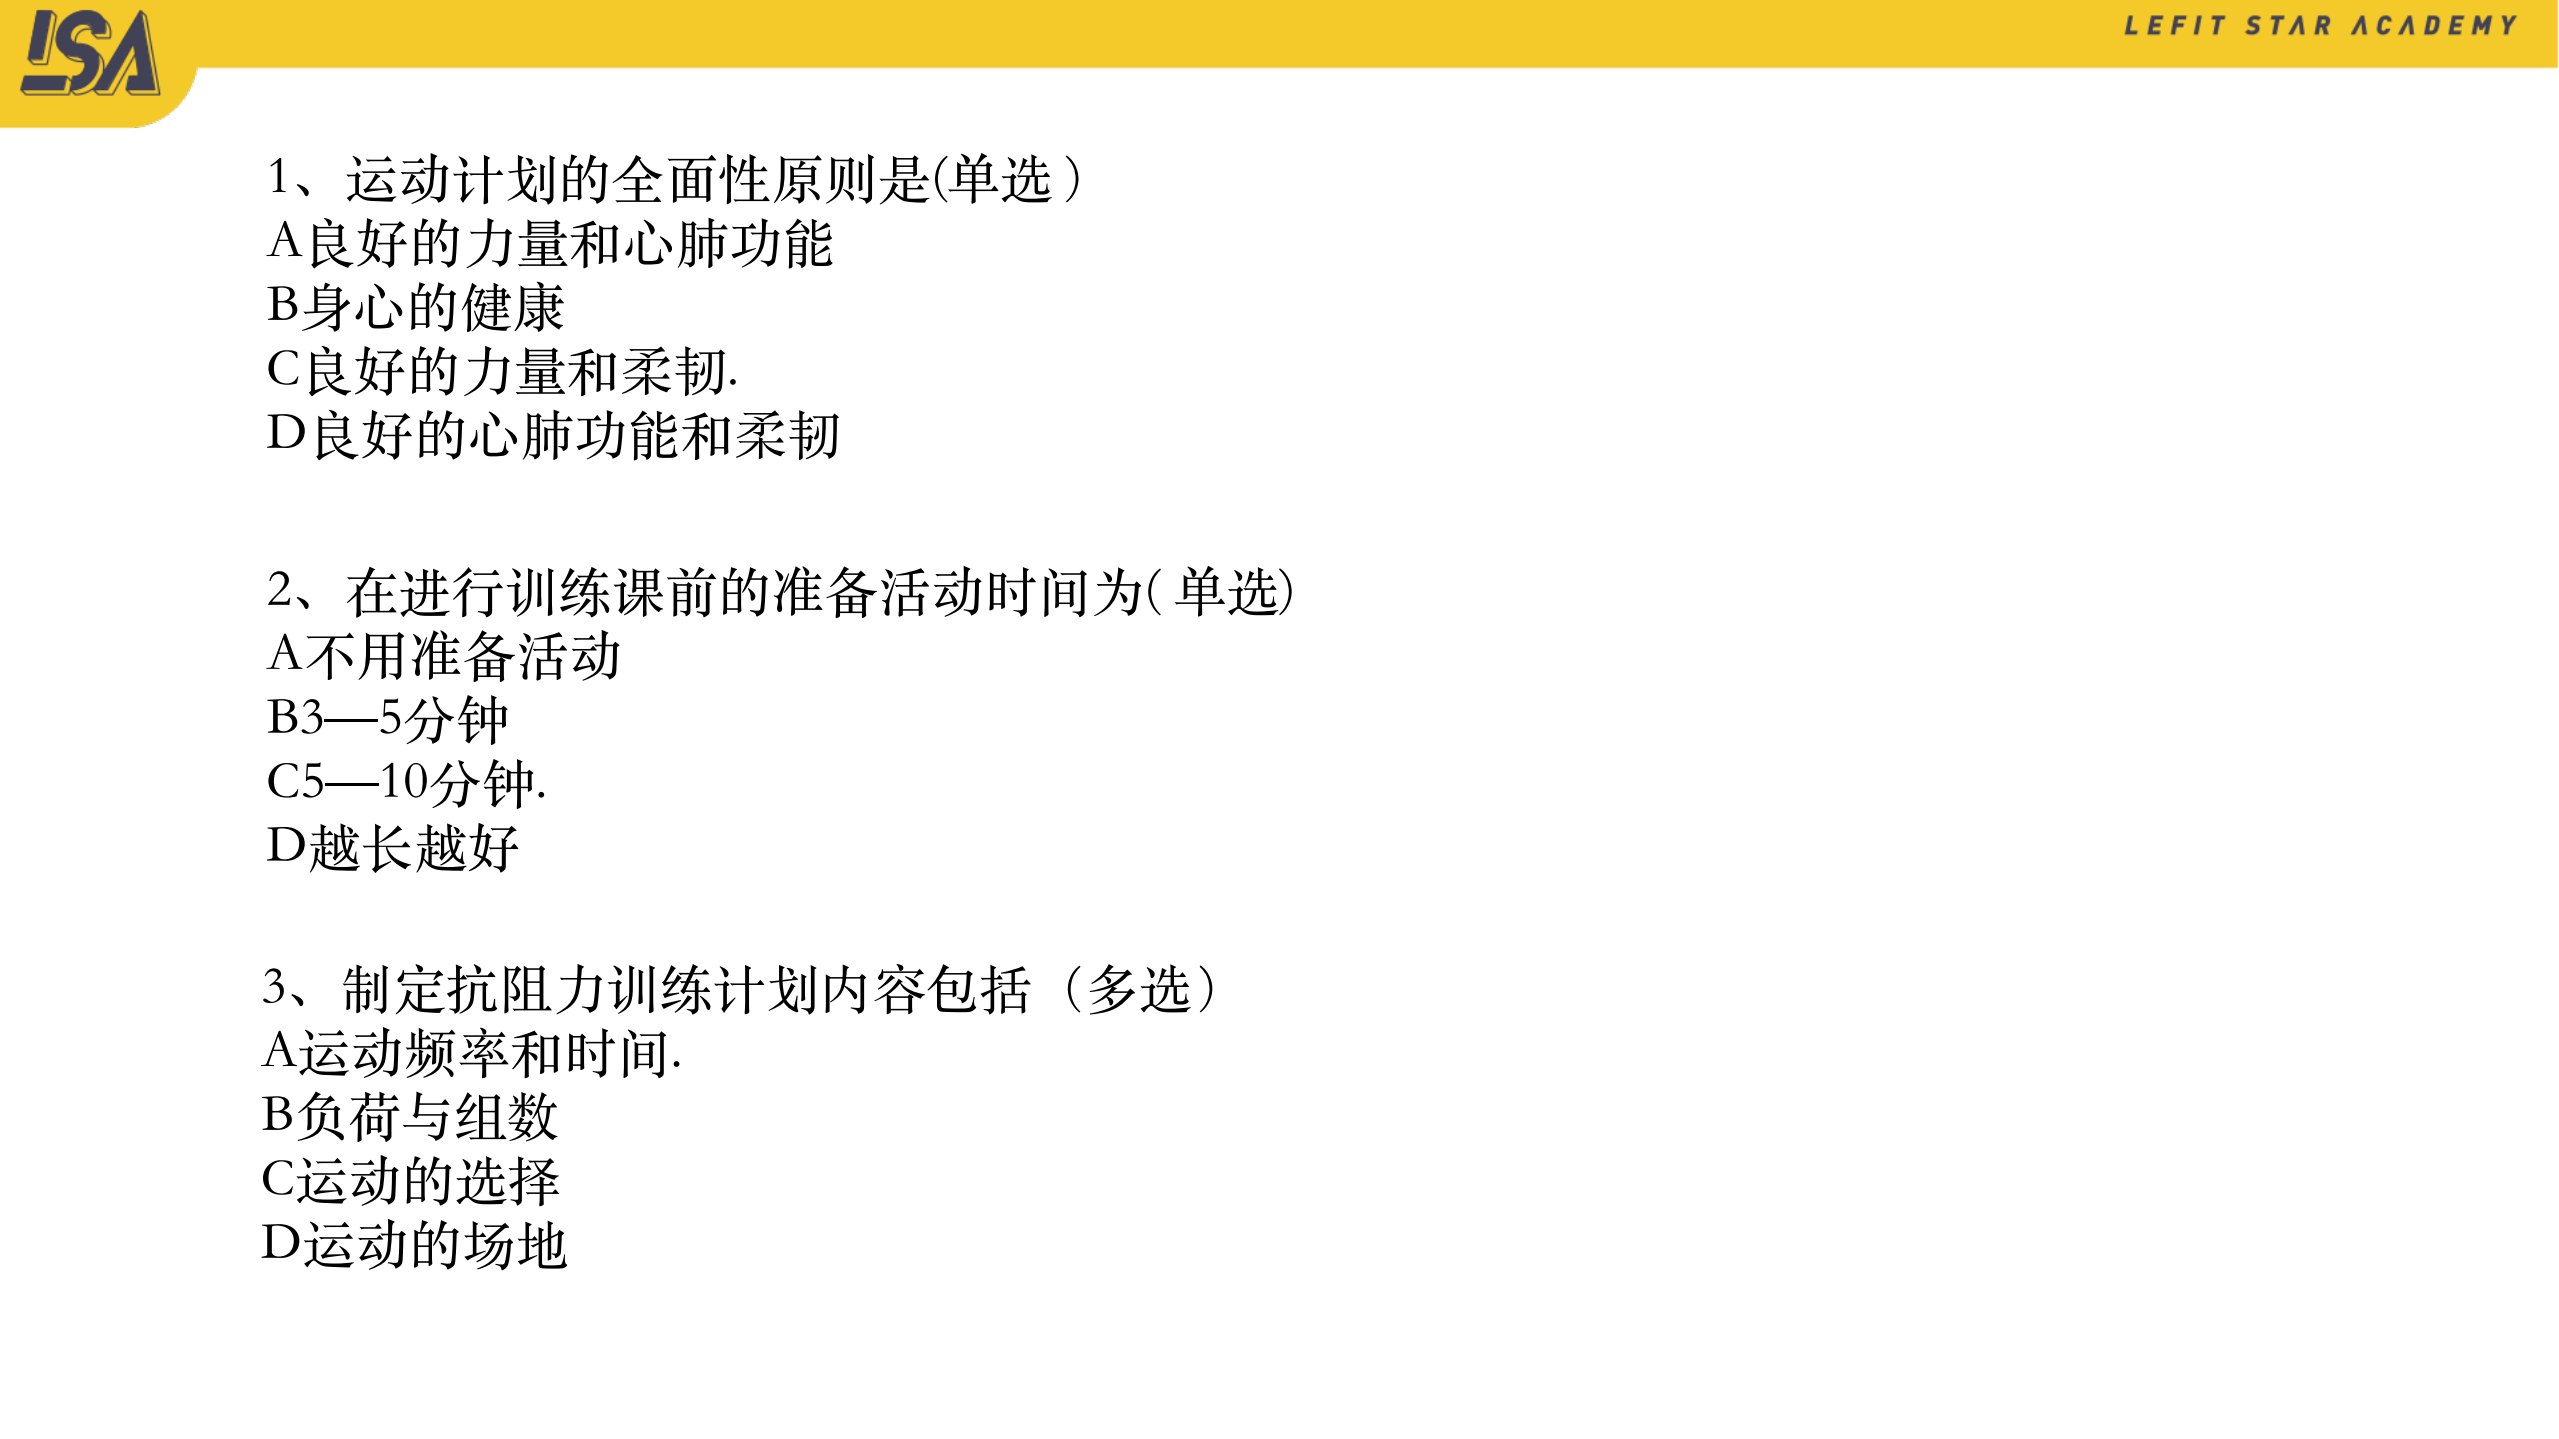 LSA
LEFIT STAR ACADEMY
1、运动计划的全面性原则是(单选 )
A良好的力量和心肺功能
B身心的健康
C良好的力量和柔韧.
D良好的心肺功能和柔韧
2、在进行训练课前的准备活动时间为( 单选)
A不用准备活动
B3—5分钟
C5—10分钟.
D越长越好
3、制定抗阻力训练计划内容包括（多选）
A运动频率和时间.
B负荷与组数
C运动的选择
D运动的场地